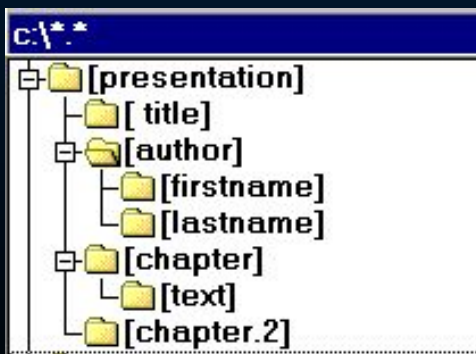 c:\*.*
[presentation]
[ title]
[author]
[firstname]
[lastname]
[chapter]
[text]
[chapter.2]